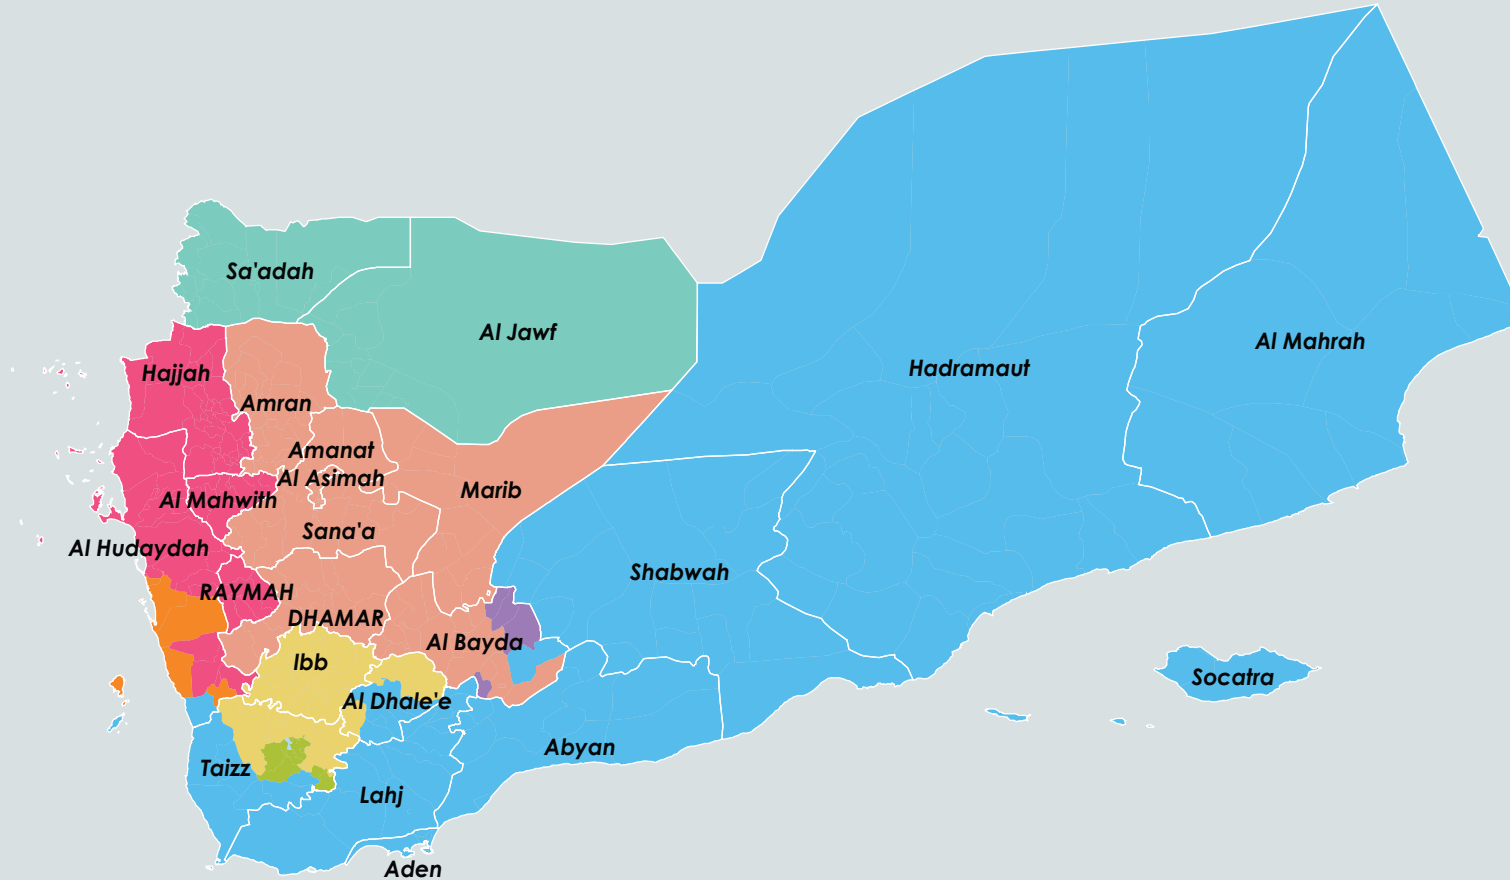 Sa'adah
Al Jawf
Al Mahrah
Hadramaut
Hajjah
Amran
Amanat
Al Asimah
Marib
Al Mahwith
Sana'a
Al Hudaydah
Shabwah
RAYMAH
DHAMAR
Al Bayda
Ibb
Socatra
Al Dhale'e
Abyan
Taizz
Lahj
Aden